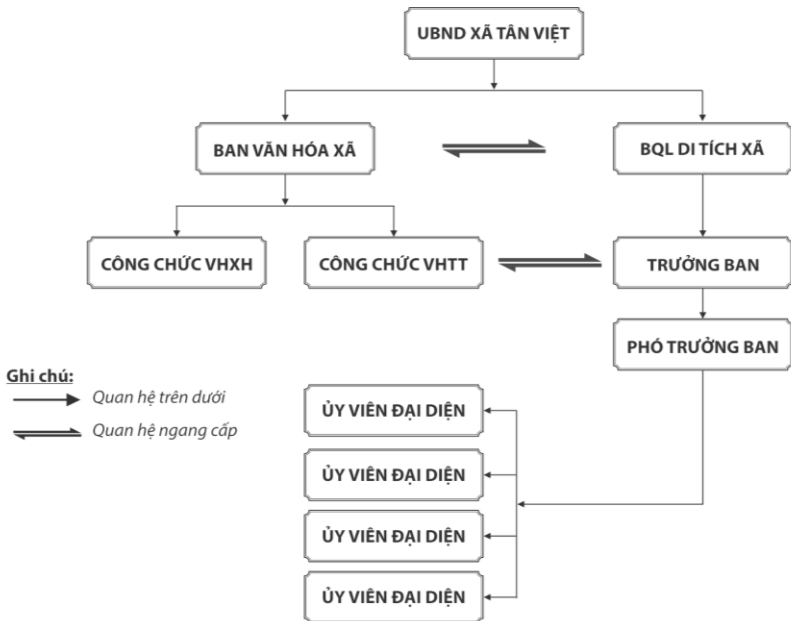 UBND XÃ TÂN VIỆT
BAN VĂN HÓA XÃ
BQL DI TÍCH XÃ
CÔNG CHỨC VHXH
CÔNG CHỨC VHTT
TRƯỞNG BAN
PHÓ TRƯỞNG BAN
Ghi chú:
Quan hệ trên dưới
Quan hệ ngang cấp
ỦY VIÊN ĐẠI DIỆN
ỦY VIÊN ĐẠI DIỆN
ỦY VIÊN ĐẠI DIỆN
ỦY VIÊN ĐẠI DIỆN